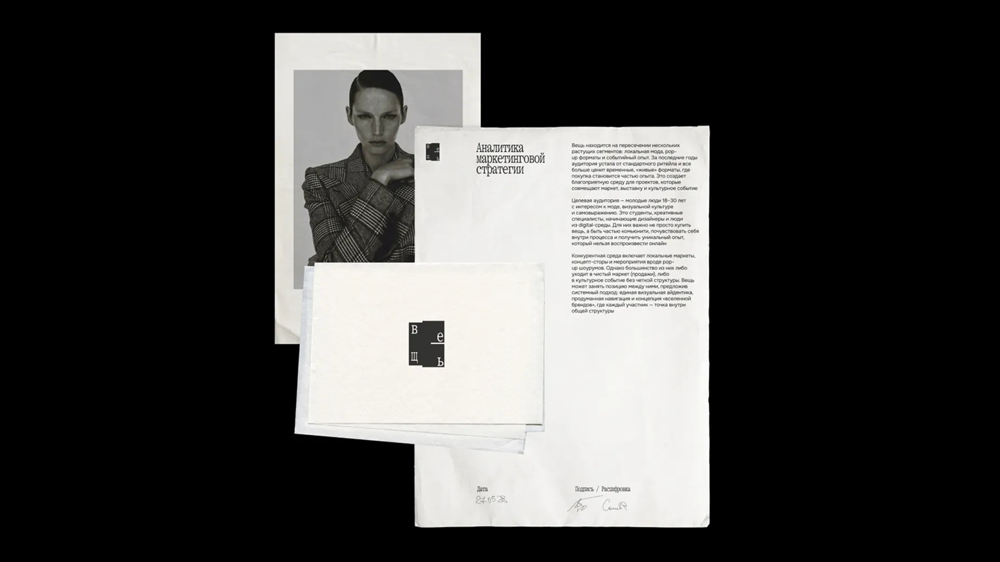 В
е
Щ
ь
Аналитика
маркетинговой
стратегии
Вещь находится на пересечении нескольких
растущих сегментов: локальная мода, pop-
up форматы и событийный опыт. За последние годы
аудитория устала от стандартного ритейла и все
больше ценит временные, «живые» форматы, где
покупка становится частью опыта. Это создает
благоприятную среду для проектов, которые
совмещают маркет, выставку и культурное событие
Целевая аудитория — молодые люди 18–30 лет
с интересом к моде, визуальной культуре
и самовыражению. Это студенты, креативные
специалисты, начинающие дизайнеры и люди
из digital-среды. Для них важно не просто купить
вещь, а быть частью комьюнити, почувствовать себя
внутри процесса и получить уникальный опыт,
который нельзя воспроизвести онлайн
Конкурентная среда включает локальные маркеты,
концепт-сторы и мероприятия вроде pop-
up шоурумов. Однако большинство из них либо
уходит в чистый маркет (продажи), либо
в культурное событие без четкой структуры. Вещь
может занять позицию между ними, предложив
системный подход: единая визуальная айдентика,
продуманная навигация и концепция «вселенной
брендов», где каждый участник — точка внутри
общей структуры
В
е
Щ
ь
Дата
Подпись / Расшифровка
27.05.28